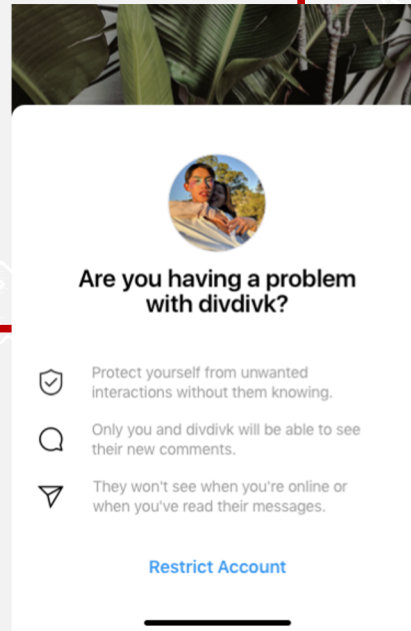 Are you having a problem
with divdivk?
Protect yourself from unwanted
interactions without them knowing.
Only you and divdivk will be able to see
their new comments.
They won't see when you're online or
when you've read their messages.
Restrict Account